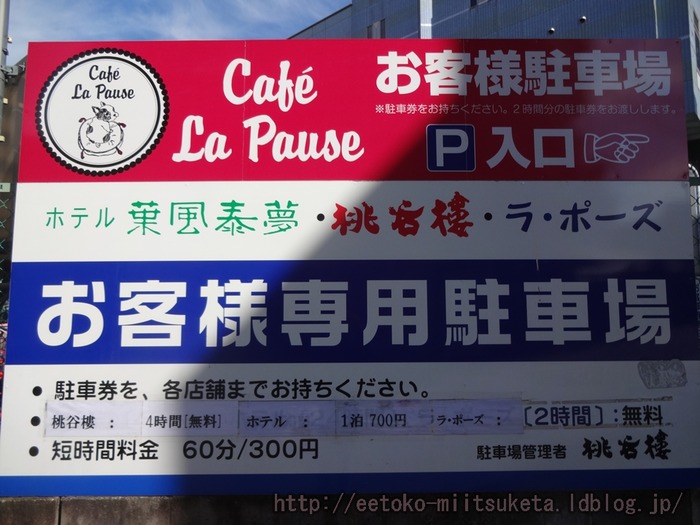 Café
La Pause
Café
La Pause
お客様駐車場
※駐車券をお持ちください。2時間分の駐車券をお渡しします。
P 入口
ホテル 葉風泰夢・桃谷樓・ラ・ポーズ
お客様専用駐車場
• 駐車券を、各店舗までお持ちください。
• 桃谷樓 : 4時間[無料] ホテル : 1泊 700円 ラ・ポーズ : 〔2時間〕:無料
• 短時間料金 60分/300円
駐車場管理者 桃谷樓
http://eetoko-miitsuketa.ldblog.jp/